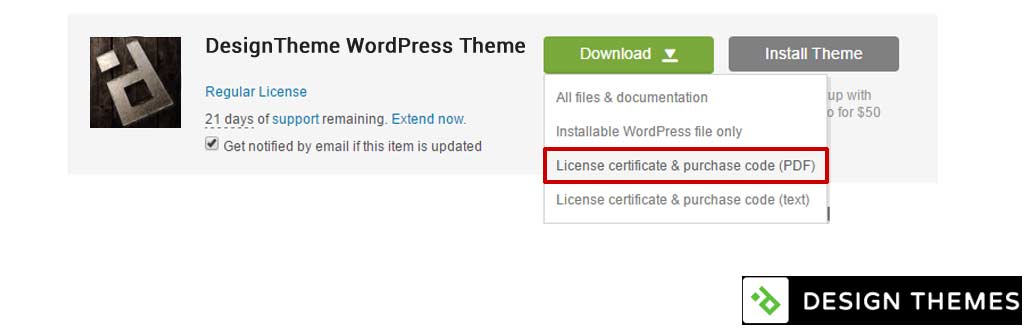 DesignTheme WordPress Theme
Download
Install Theme
Regular License
21 days of support remaining. Extend now.
Get notified by email if this item is updated
All files & documentation
Installable WordPress file only
License certificate & purchase code (PDF)
License certificate & purchase code (text)
up with
for $50
DESIGN THEMES